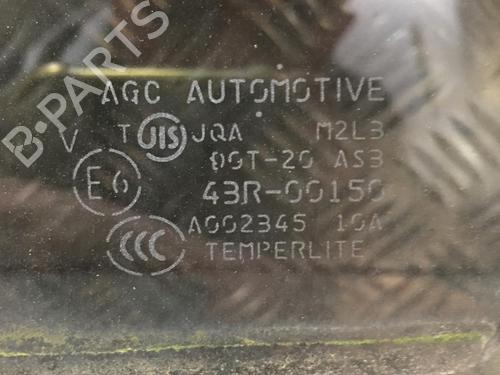 B-PARTS
AGC AUTOMOTIVE
V T JIS JQA M2L3
DOT-20 AS3
E6 43R-00150
A002345 10A
CCC TEMPERLITE